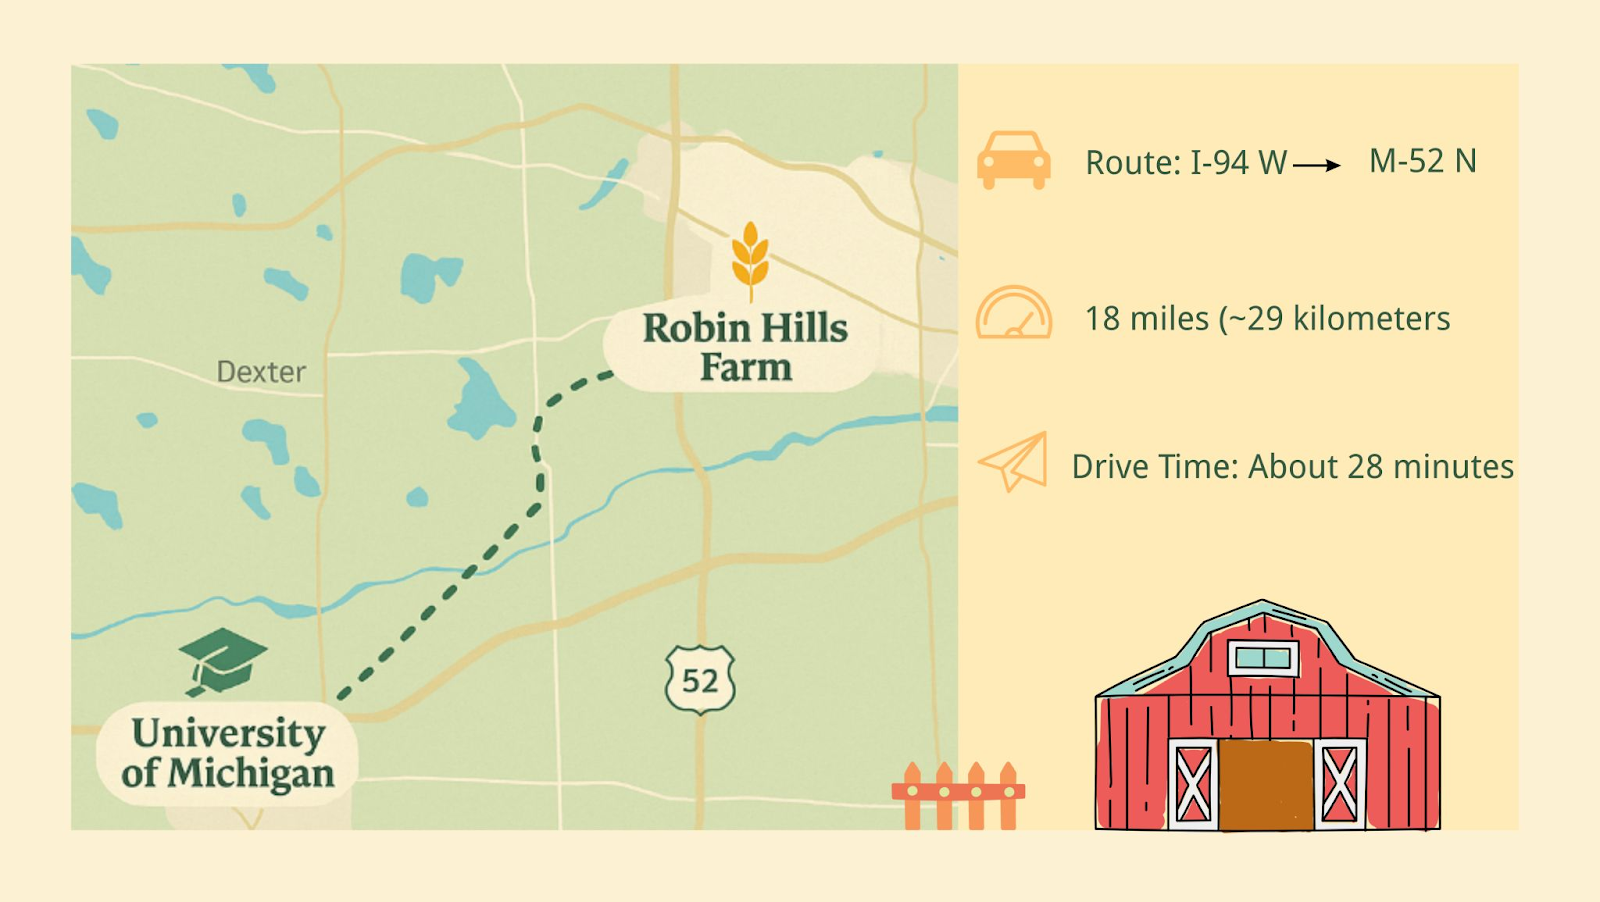 Route: I-94 W M-52 N
Robin Hills
Farm
18 miles (~29 kilometers
Dexter
Drive Time: About 28 minutes
52
University
of Michigan